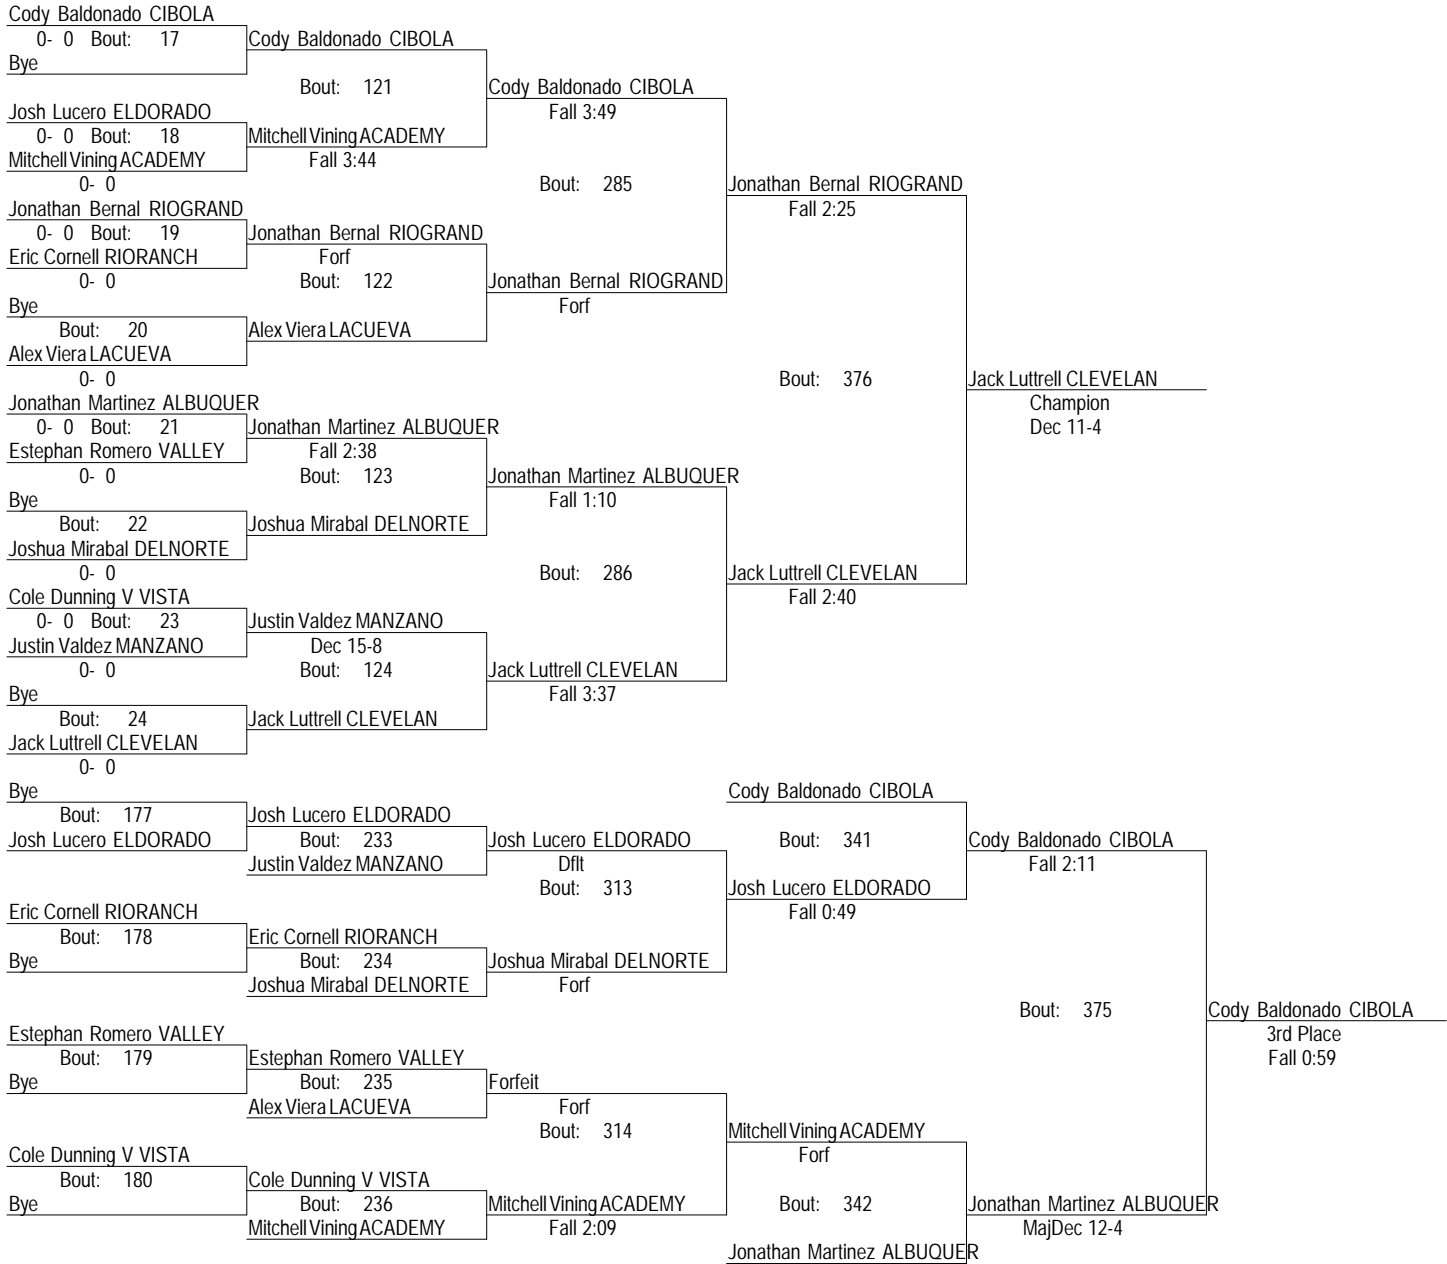 Cody Baldonado CIBOLA
0- 0 Bout: 17
Cody Baldonado CIBOLA
Bye
Bout: 121
Cody Baldonado CIBOLA
Josh Lucero ELDORADO
Fall 3:49
0- 0 Bout: 18
Mitchell Vining ACADEMY
Mitchell Vining ACADEMY
Fall 3:44
0- 0
Bout: 285
Jonathan Bernal RIOGRAND
Jonathan Bernal RIOGRAND
Fall 2:25
0- 0 Bout: 19
Jonathan Bernal RIOGRAND
Eric Cornell RIORANCH
Forf
0- 0
Bout: 122
Jonathan Bernal RIOGRAND
Bye
Forf
Bout: 20
Alex Viera LACUEVA
Alex Viera LACUEVA
0- 0
Bout: 376
Jack Luttrell CLEVELAN
Jonathan Martinez ALBUQUER
Champion
0- 0 Bout: 21
Jonathan Martinez ALBUQUER
Dec 11-4
Estephan Romero VALLEY
Fall 2:38
0- 0
Bout: 123
Jonathan Martinez ALBUQUER
Bye
Fall 1:10
Bout: 22
Joshua Mirabal DELNORTE
Joshua Mirabal DELNORTE
0- 0
Bout: 286
Jack Luttrell CLEVELAN
Cole Dunning V VISTA
Fall 2:40
0- 0 Bout: 23
Justin Valdez MANZANO
Justin Valdez MANZANO
Dec 15-8
0- 0
Bout: 124
Jack Luttrell CLEVELAN
Bye
Fall 3:37
Bout: 24
Jack Luttrell CLEVELAN
Jack Luttrell CLEVELAN
0- 0
Bye
Cody Baldonado CIBOLA
Bout: 177
Josh Lucero ELDORADO
Josh Lucero ELDORADO
Bout: 233
Josh Lucero ELDORADO
Bout: 341
Cody Baldonado CIBOLA
Justin Valdez MANZANO
Dflt
Fall 2:11
Bout: 313
Josh Lucero ELDORADO
Eric Cornell RIORANCH
Fall 0:49
Bout: 178
Eric Cornell RIORANCH
Bye
Bout: 234
Joshua Mirabal DELNORTE
Joshua Mirabal DELNORTE
Forf
Bout: 375
Cody Baldonado CIBOLA
Estephan Romero VALLEY
3rd Place
Bout: 179
Estephan Romero VALLEY
Fall 0:59
Bye
Bout: 235
Forfeit
Alex Viera LACUEVA
Forf
Bout: 314
Mitchell Vining ACADEMY
Cole Dunning V VISTA
Forf
Bout: 180
Cole Dunning V VISTA
Bye
Bout: 236
Mitchell Vining ACADEMY
Bout: 342
Jonathan Martinez ALBUQUER
Mitchell Vining ACADEMY
Fall 2:09
MajDec 12-4
Jonathan Martinez ALBUQUER